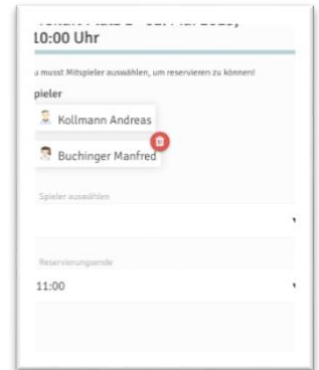 10:00 Uhr
u musst Mitspieler auswählen, um reservieren zu können!
pieler
Kollmann Andreas
Buchinger Manfred
Spieler auswählen
Reservierungsende
11:00